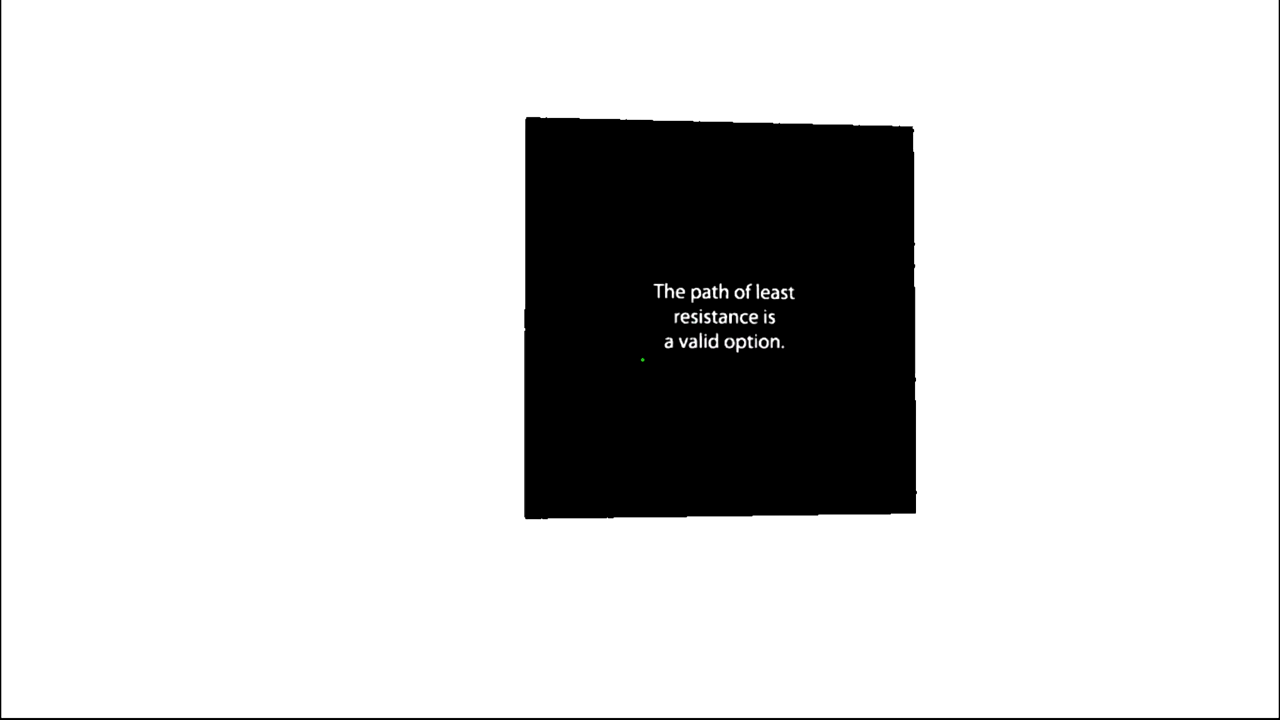 The path of least
resistance is
a valid option.